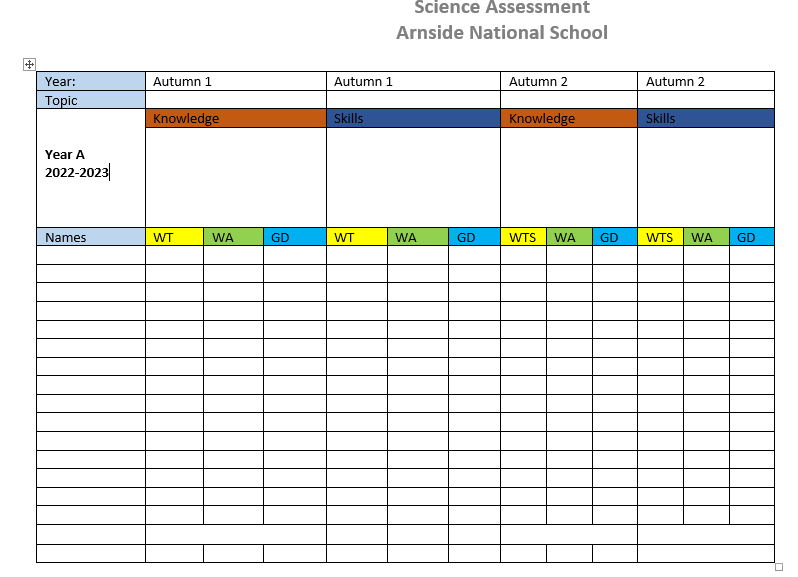 Science Assessment
Arnside National School
Year: Autumn 1 Autumn 1 Autumn 2 Autumn 2
Topic
Knowledge Skills Knowledge Skills
Year A
2022-2023
Names WT WA GD WT WA GD WTS WA GD WTS WA GD